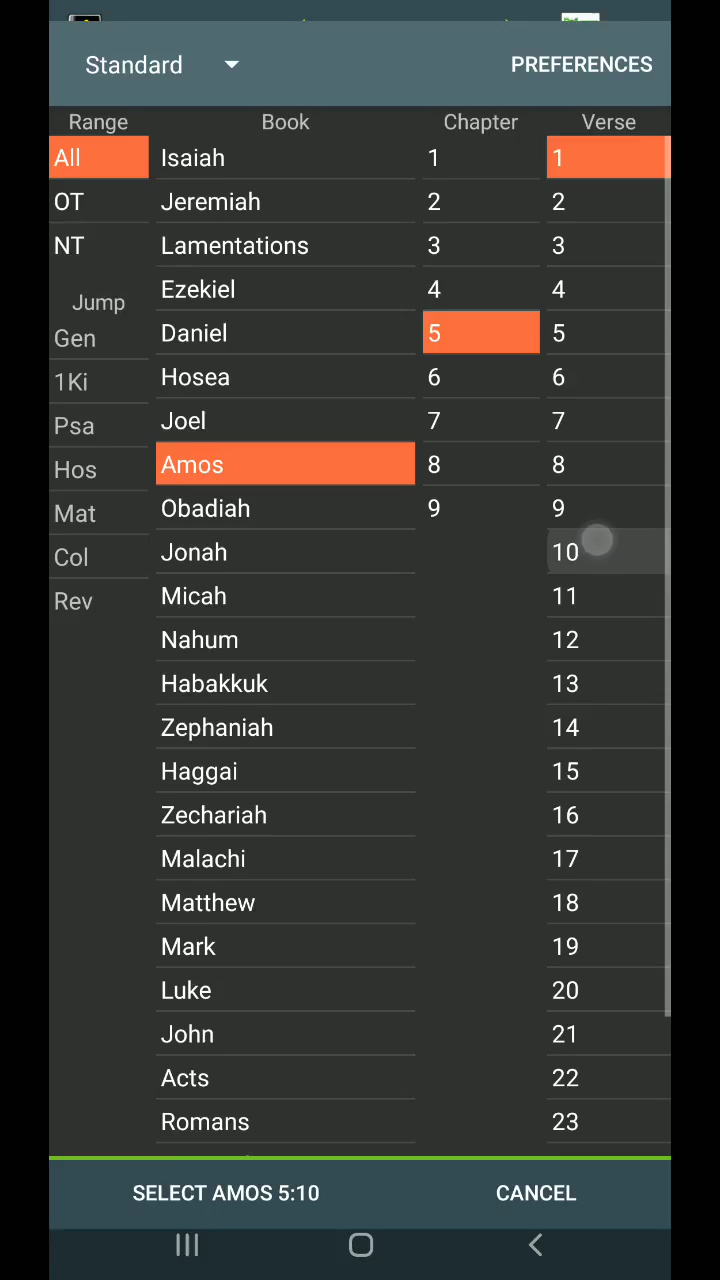 Standard PREFERENCES
Range Book Chapter Verse
All Isaiah 1 1
OT Jeremiah 2 2
NT Lamentations 3 3
Ezekiel 4 4
Jump
Gen Daniel 5 5
1Ki Hosea 6 6
Psa Joel 7 7
Hos Amos 8 8
Mat Obadiah 9 9
Col Jonah 10
Rev Micah 11
Nahum 12
Habakkuk 13
Zephaniah 14
Haggai 15
Zechariah 16
Malachi 17
Matthew 18
Mark 19
Luke 20
John 21
Acts 22
Romans 23
SELECT AMOS 5:10 CANCEL